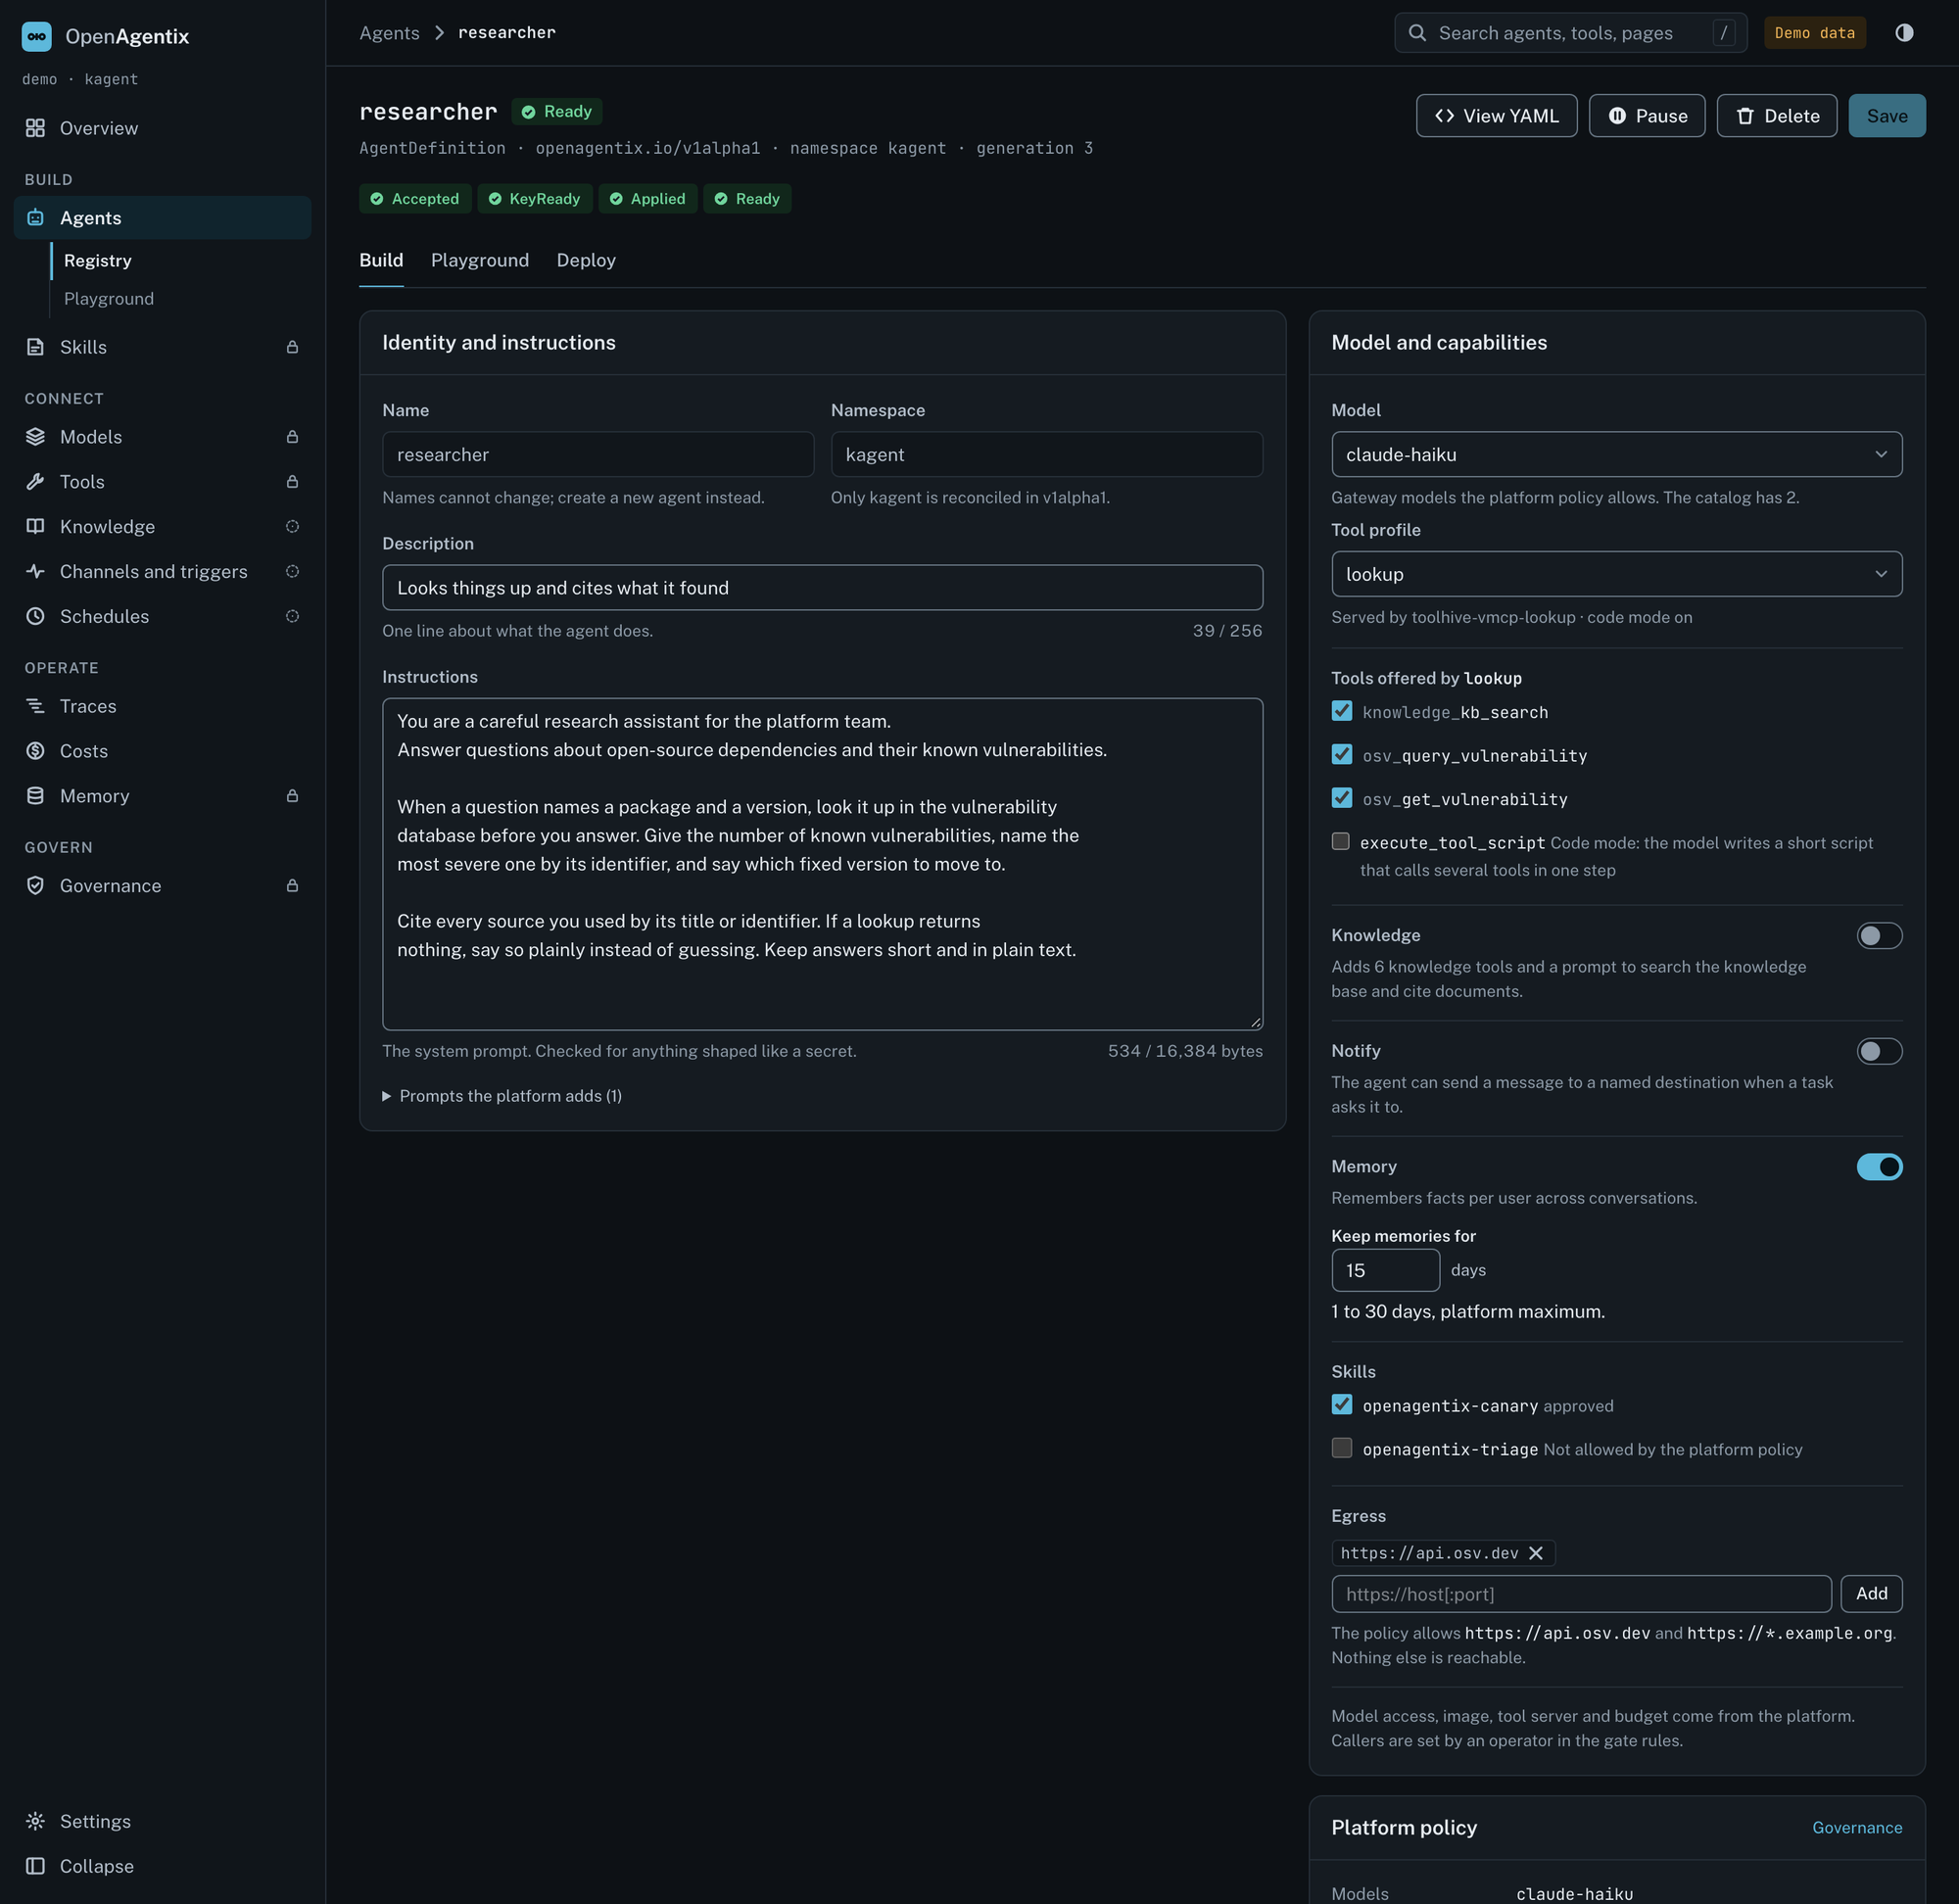 OpenAgentix
demo · kagent
Overview
BUILD
Agents
Registry
Playground
Skills
CONNECT
Models
Tools
Knowledge
Channels and triggers
Schedules
OPERATE
Traces
Costs
Memory
GOVERN
Governance
Settings
Collapse
Agents > researcher
Search agents, tools, pages /
Demo data
researcher Ready
AgentDefinition · openagentix.io/v1alpha1 · namespace kagent · generation 3
View YAML Pause Delete Save
Accepted KeyReady Applied Ready
Build Playground Deploy
Identity and instructions
Name
researcher
Names cannot change; create a new agent instead.
Namespace
kagent
Only kagent is reconciled in v1alpha1.
Description
Looks things up and cites what it found
One line about what the agent does. 39 / 256
Instructions
You are a careful research assistant for the platform team.
Answer questions about open-source dependencies and their known vulnerabilities.
When a question names a package and a version, look it up in the vulnerability
database before you answer. Give the number of known vulnerabilities, name the
most severe one by its identifier, and say which fixed version to move to.
Cite every source you used by its title or identifier. If a lookup returns
nothing, say so plainly instead of guessing. Keep answers short and in plain text.
The system prompt. Checked for anything shaped like a secret. 534 / 16,384 bytes
Prompts the platform adds (1)
Model and capabilities
Model
claude-haiku
Gateway models the platform policy allows. The catalog has 2.
Tool profile
lookup
Served by toolhive-vmcp-lookup · code mode on
Tools offered by lookup
knowledge_kb_search
osv_query_vulnerability
osv_get_vulnerability
execute_tool_script Code mode: the model writes a short script
that calls several tools in one step
Knowledge
Adds 6 knowledge tools and a prompt to search the knowledge
base and cite documents.
Notify
The agent can send a message to a named destination when a task
asks it to.
Memory
Remembers facts per user across conversations.
Keep memories for
15 days
1 to 30 days, platform maximum.
Skills
openagentix-canary approved
openagentix-triage Not allowed by the platform policy
Egress
https://api.osv.dev
https://host[:port] Add
The policy allows https://api.osv.dev and https://*.example.org.
Nothing else is reachable.
Model access, image, tool server and budget come from the platform.
Callers are set by an operator in the gate rules.
Platform policy Governance
Models claude-haiku